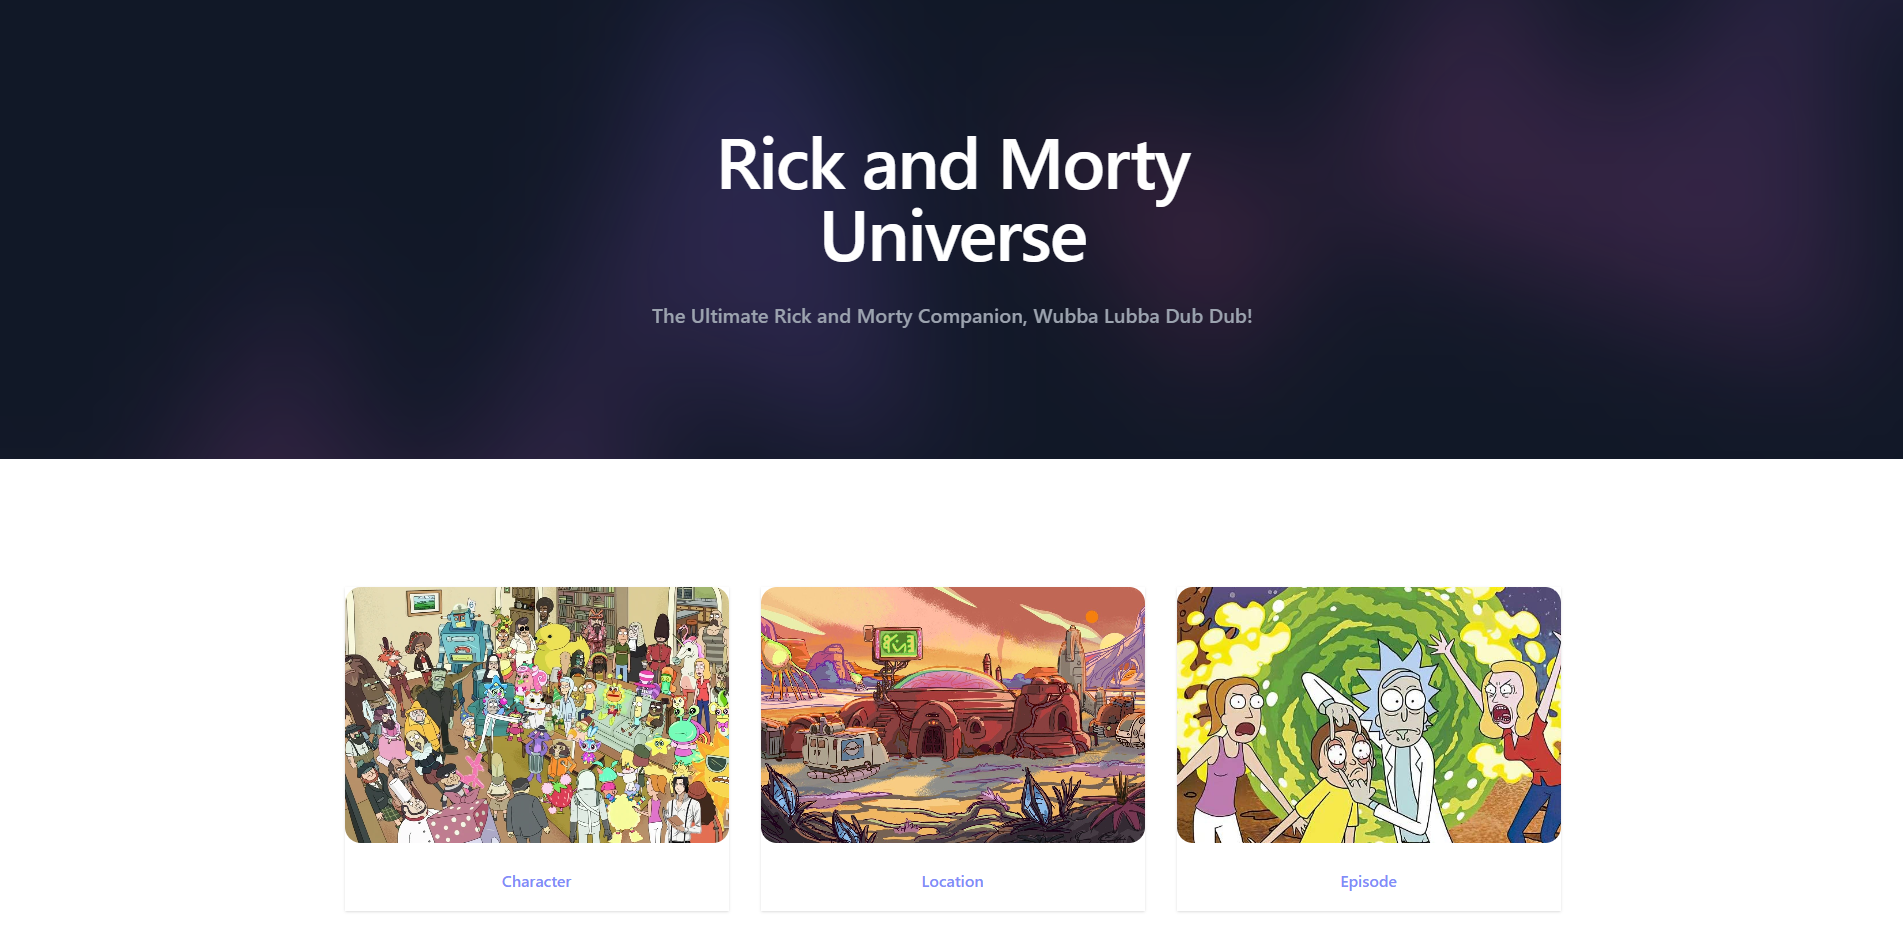 Rick and Morty
Universe
The Ultimate Rick and Morty Companion, Wubba Lubba Dub Dub!
Character
Location
Episode